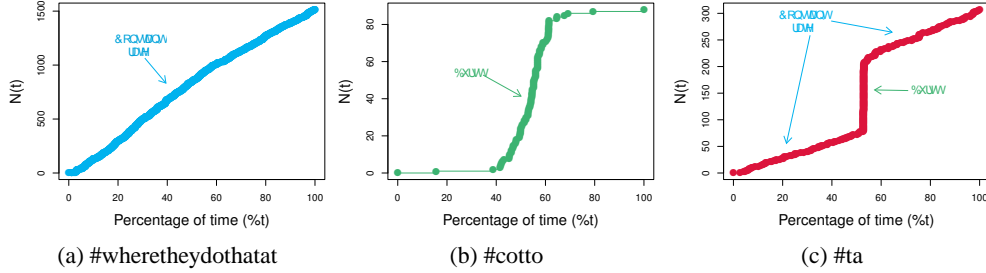 N(t)
1500
1000
500
0
0 20 40 60 80 100
Percentage of time (%t)
(a) #wheretheydothatat
N(t)
80
60
40
20
0
0 20 40 60 80 100
Percentage of time (%t)
(b) #cotto
N(t)
300
250
200
150
100
50
0
0 20 40 60 80 100
Percentage of time (%t)
(c) #ta